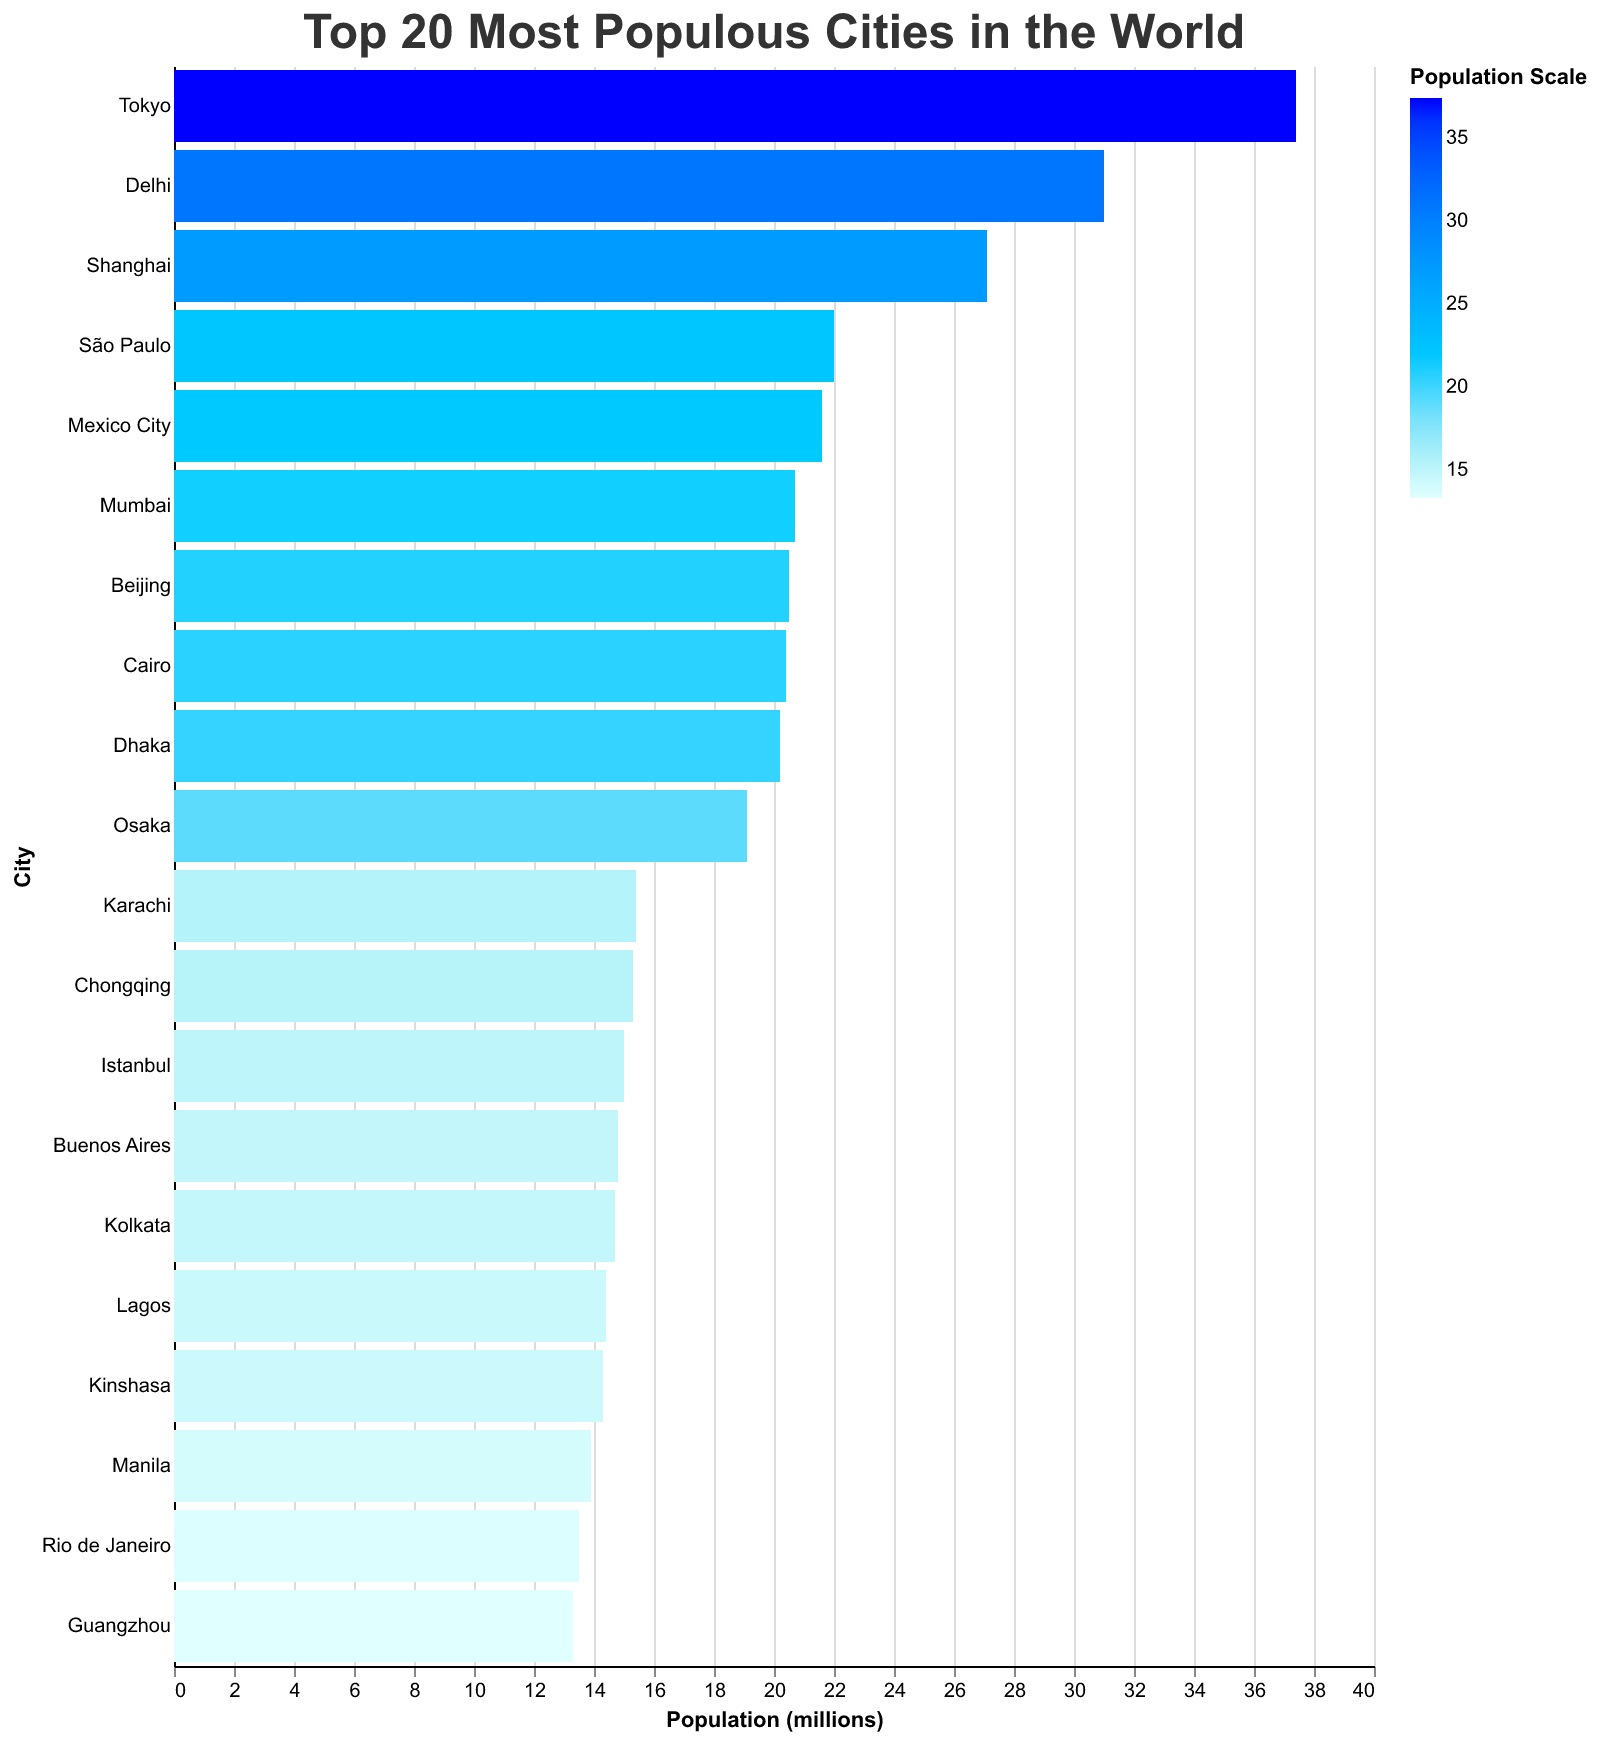 Top 20 Most Populous Cities in the World
Population Scale
35
30
25
20
15
City
Tokyo
Delhi
Shanghai
São Paulo
Mexico City
Mumbai
Beijing
Cairo
Dhaka
Osaka
Karachi
Chongqing
Istanbul
Buenos Aires
Kolkata
Lagos
Kinshasa
Manila
Rio de Janeiro
Guangzhou
0 2 4 6 8 10 12 14 16 18 20 22 24 26 28 30 32 34 36 38 40
Population (millions)